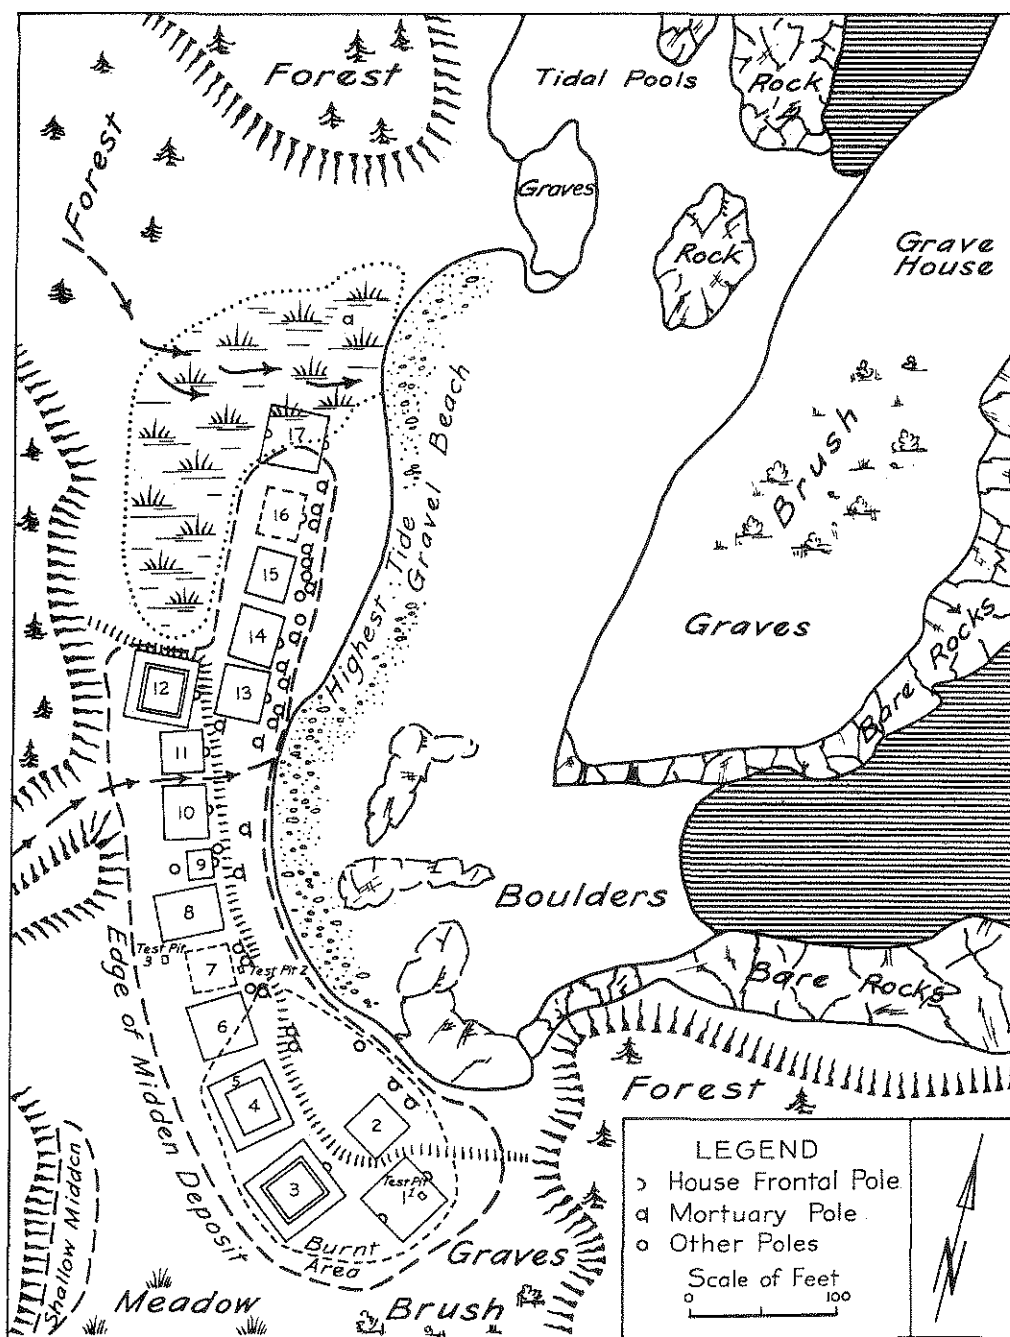 Forest
Tidal Pools
Rock
Forest
Graves
Rock
Grave
House
Brush
Highest Tide
Gravel Beach
17
16
15
14
13
12
11
10
9
8
7
6
5
4
3
2
1
Graves
Bare Rocks
Boulders
Bare Rocks
Test Pit
3
Test Pit 2
Edge of Midden Deposit
Forest
Test Pit
1
Burnt
Area
Graves
Shallow Midden
Meadow
Brush
LEGEND
House Frontal Pole
Mortuary Pole
Other Poles
Scale of Feet
0 100
N